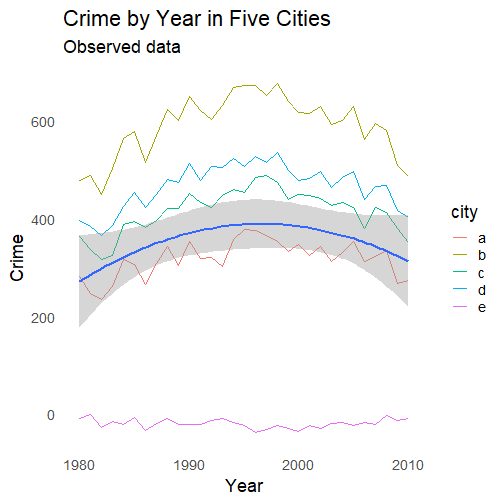 Crime by Year in Five Cities
Observed data
600
400
200
0
Crime
1980
1990
2000
2010
Year
city
a
b
c
d
e